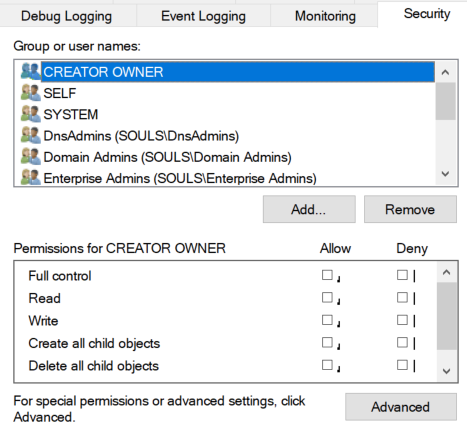 Debug Logging Event Logging Monitoring Security
Group or user names:
CREATOR OWNER
SELF
SYSTEM
DnsAdmins (SOULS\DnsAdmins)
Domain Admins (SOULS\Domain Admins)
Enterprise Admins (SOULS\Enterprise Admins)
Add... Remove
Permissions for CREATOR OWNER Allow Deny
Full control
Read
Write
Create all child objects
Delete all child objects
For special permissions or advanced settings, click
Advanced. Advanced